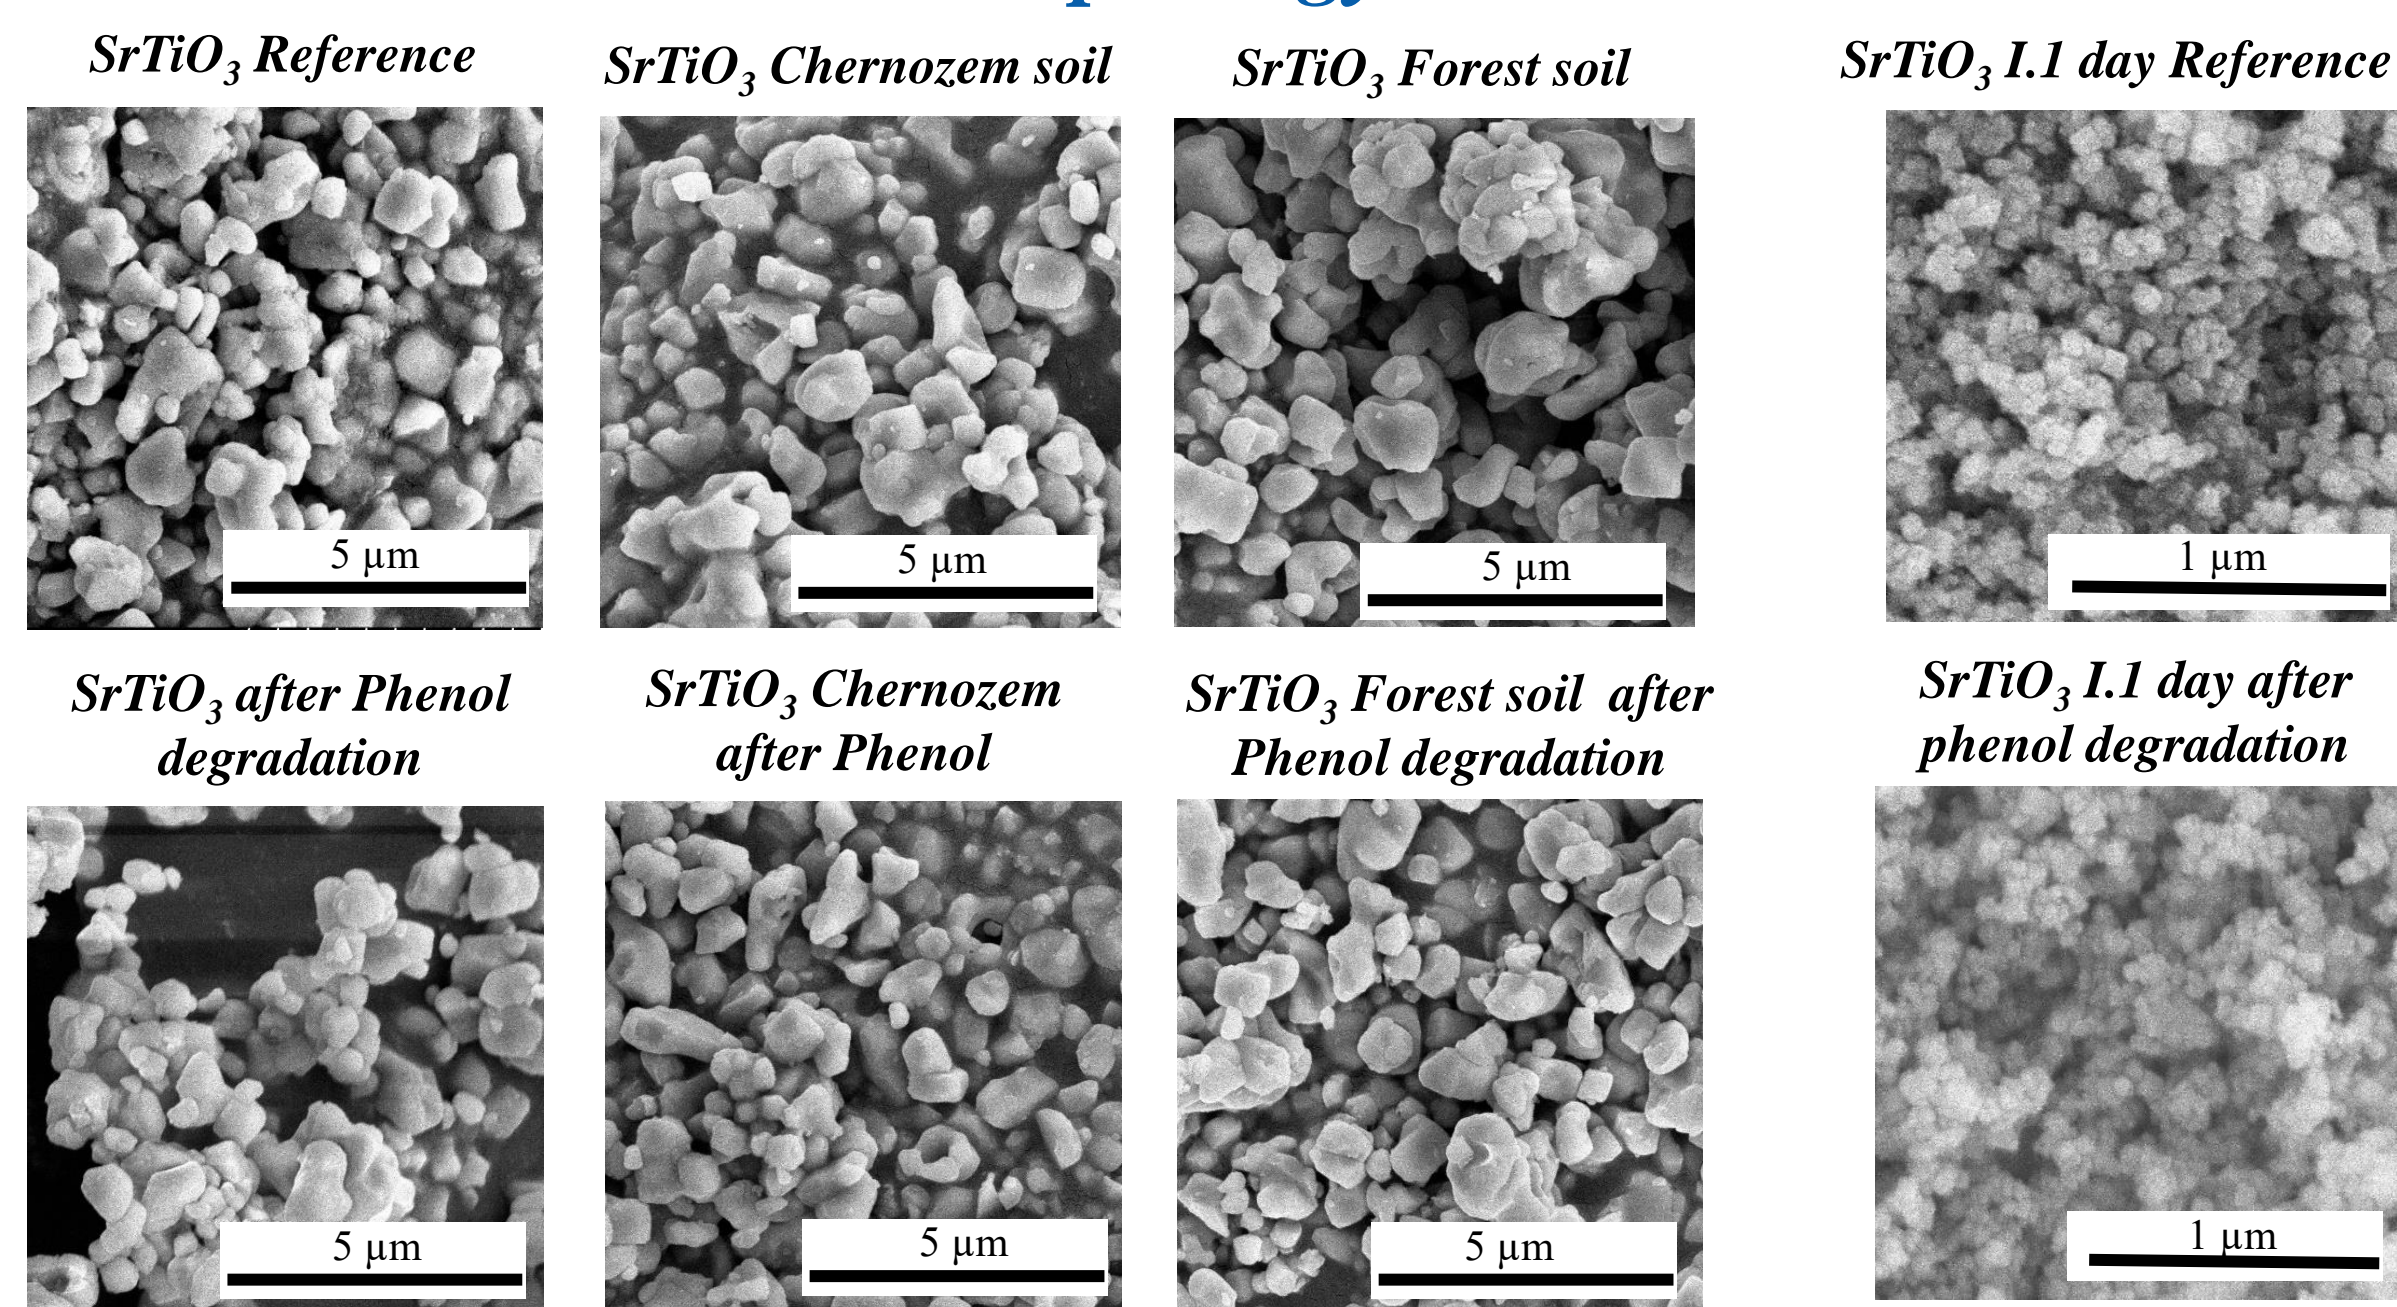 SrTiO₃ Reference
SrTiO₃ Chernozem soil
SrTiO₃ Forest soil
SrTiO₃ I.1 day Reference
5 µm
5 µm
5 µm
1 µm
SrTiO₃ after Phenol
degradation
SrTiO₃ Chernozem
after Phenol
SrTiO₃ Forest soil after
Phenol degradation
SrTiO₃ I.1 day after
phenol degradation
5 µm
5 µm
5 µm
1 µm